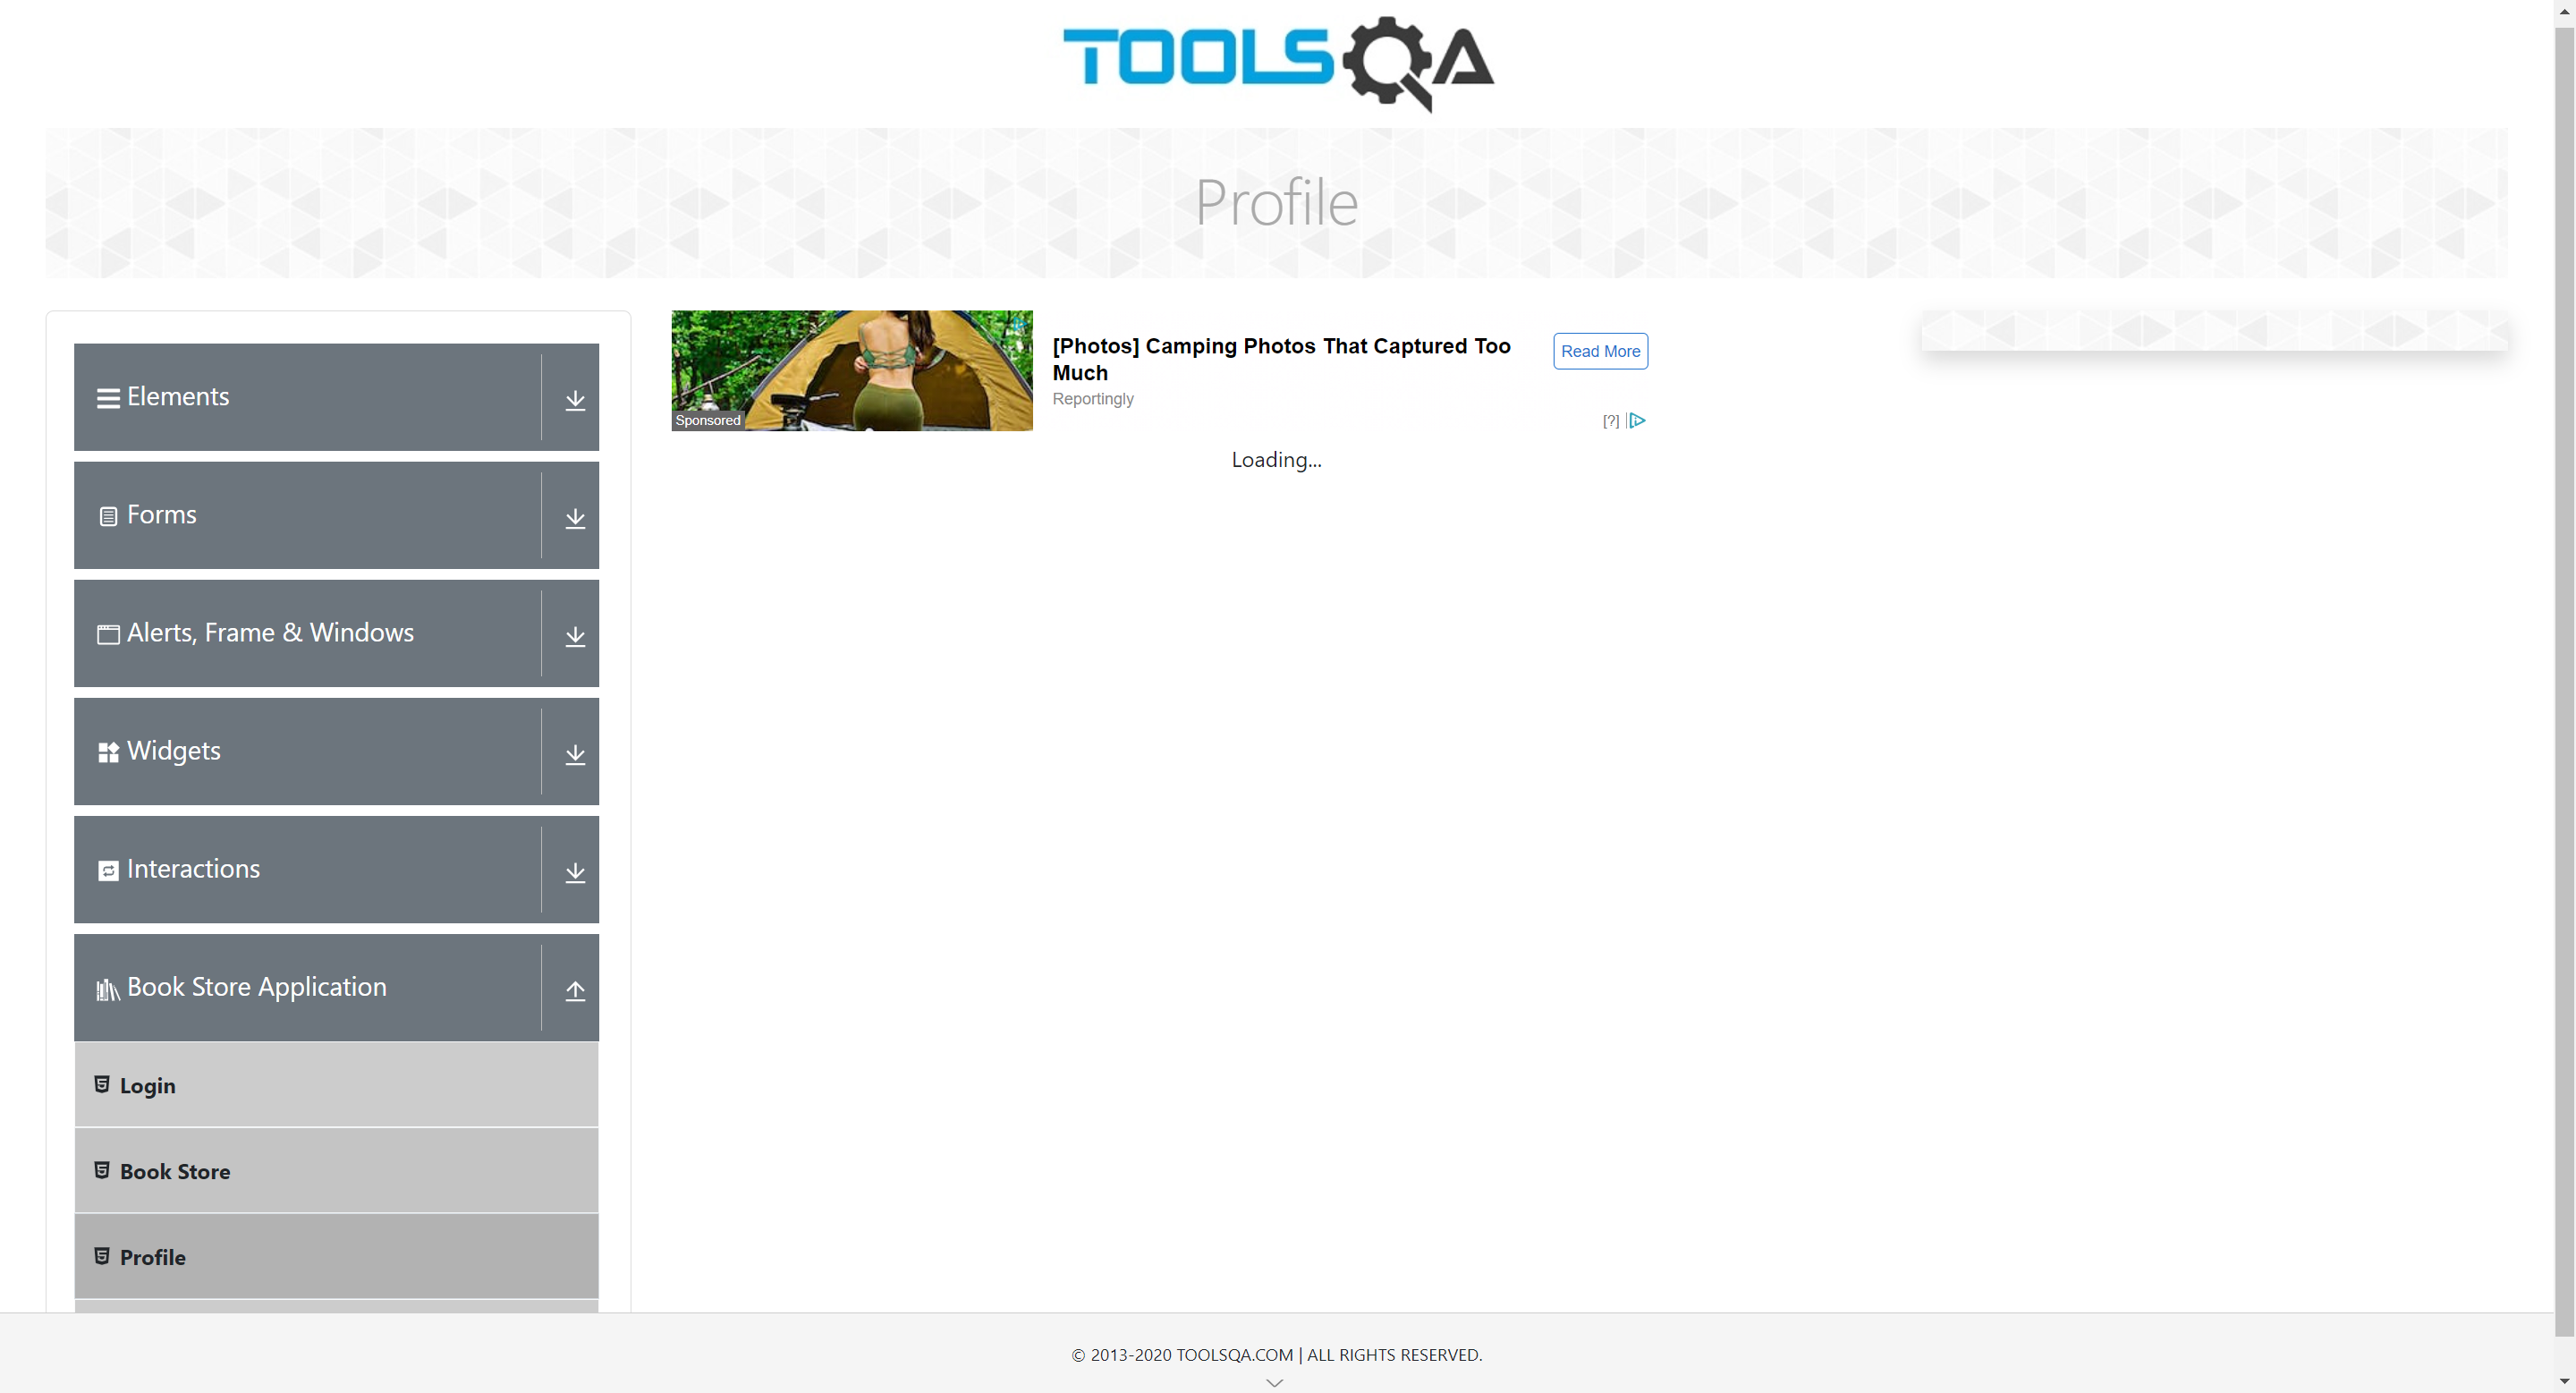 TOOLSQA
Profile
Elements
Forms
Alerts, Frame & Windows
Widgets
Interactions
Book Store Application
Login
Book Store
Profile
Sponsored
[Photos] Camping Photos That Captured Too
Much
Reportingly
Read More
[?]
Loading...
© 2013-2020 TOOLSQA.COM | ALL RIGHTS RESERVED.